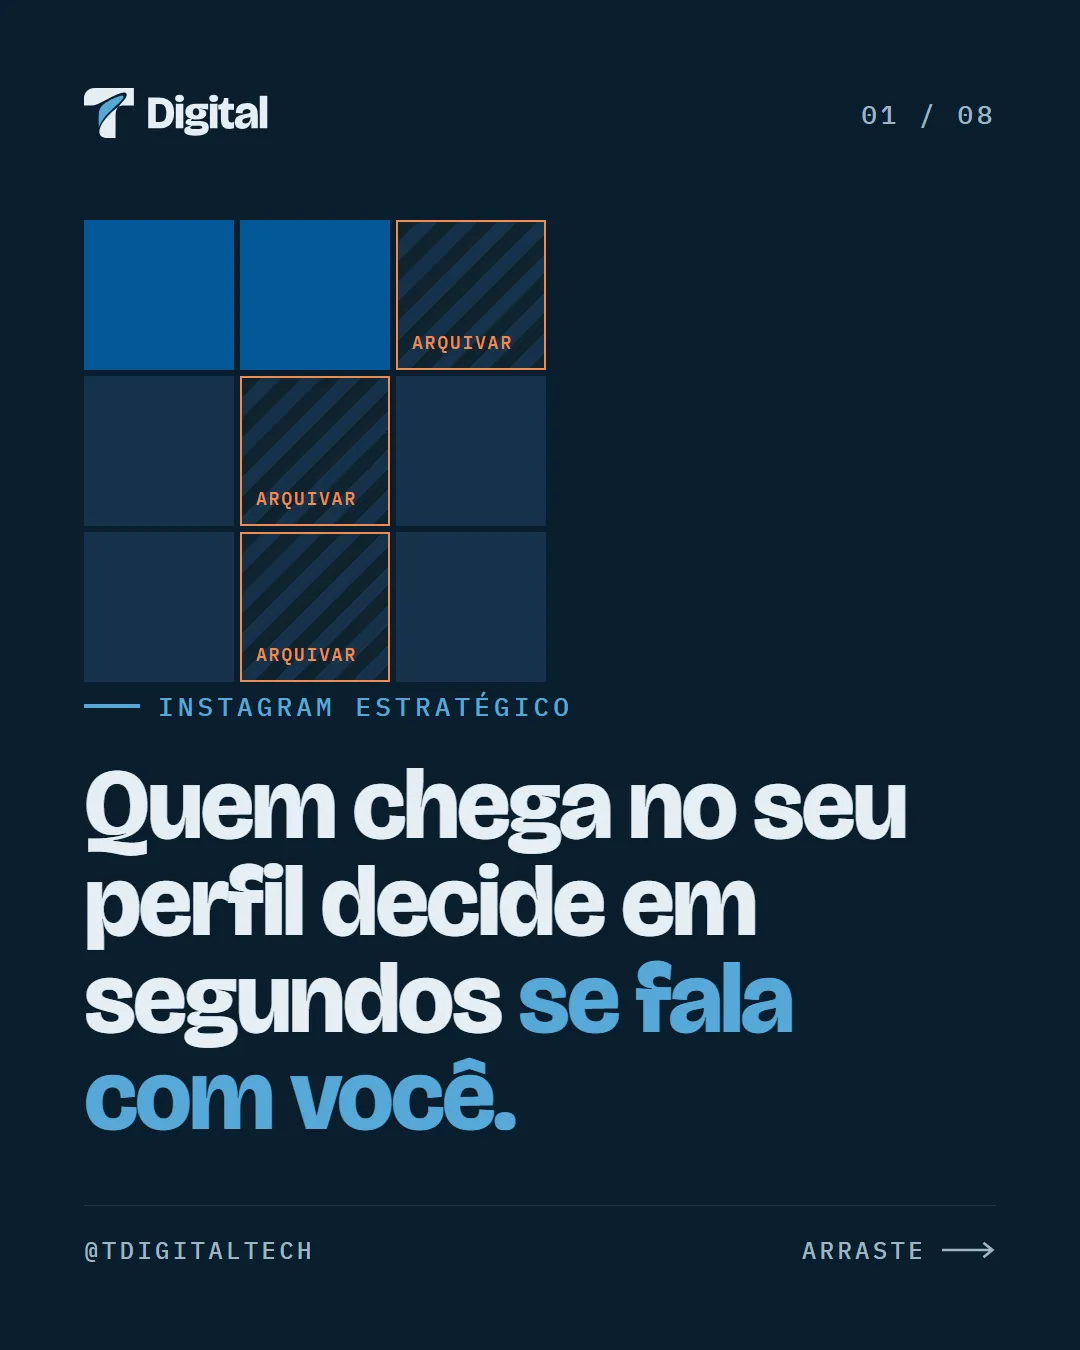 Digital
01 / 08
ARQUIVAR
ARQUIVAR
ARQUIVAR
INSTAGRAM ESTRATÉGICO
Quem chega no seu
perfil decide em
segundos se fala
com você.
@TDIGITALTECH
ARRASTE